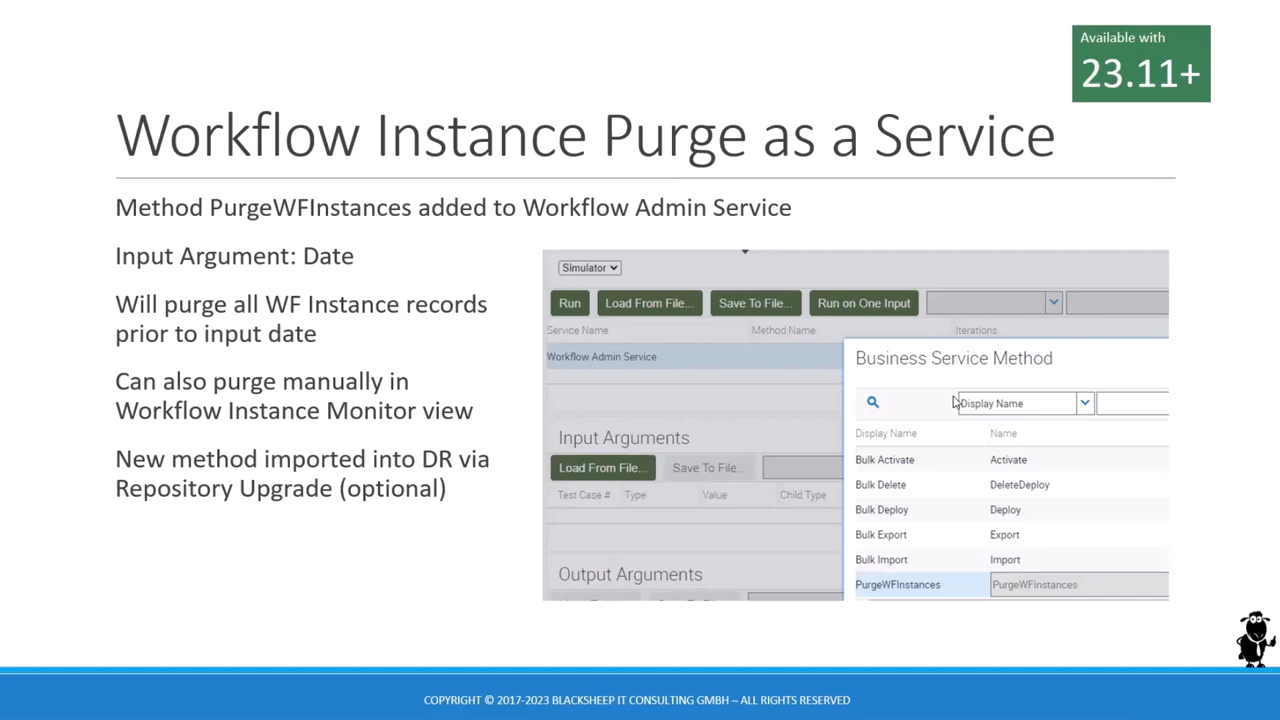 Available with
23.11+
Workflow Instance Purge as a Service
Method PurgeWFInstances added to Workflow Admin Service
Input Argument: Date
Will purge all WF Instance records
prior to input date
Can also purge manually in
Workflow Instance Monitor view
New method imported into DR via
Repository Upgrade (optional)
Simulator
Run Load From File... Save To File... Run on One Input
Service Name Method Name Iterations
Workflow Admin Service
Business Service Method
Display Name
Display Name Name
Bulk Activate Activate
Bulk Delete DeleteDeploy
Bulk Deploy Deploy
Bulk Export Export
Bulk Import Import
PurgeWFInstances PurgeWFInstances
Input Arguments
Load From File... Save To File...
Test Case # Type Value Child Type
Output Arguments
COPYRIGHT © 2017-2023 BLACKSHEEP IT CONSULTING GMBH – ALL RIGHTS RESERVED